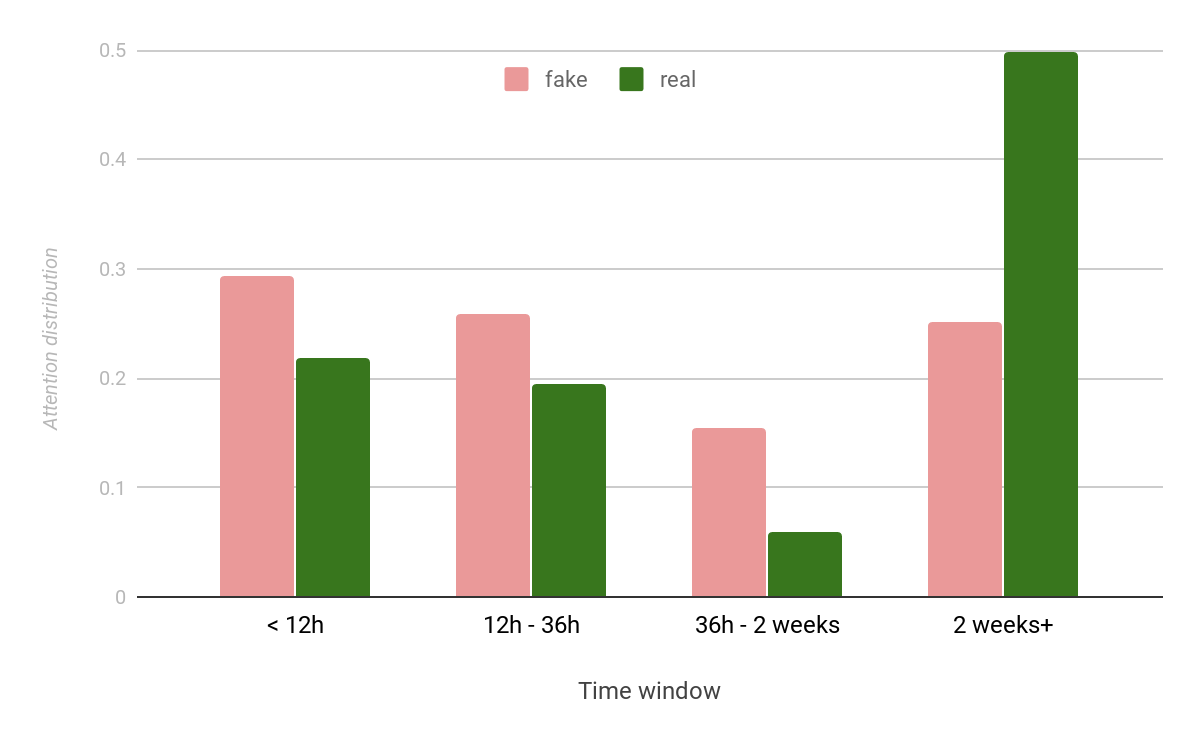 fake real
0.5
0.4
0.3
0.2
0.1
0
Attention distribution
< 12h 12h - 36h 36h - 2 weeks 2 weeks+
Time window